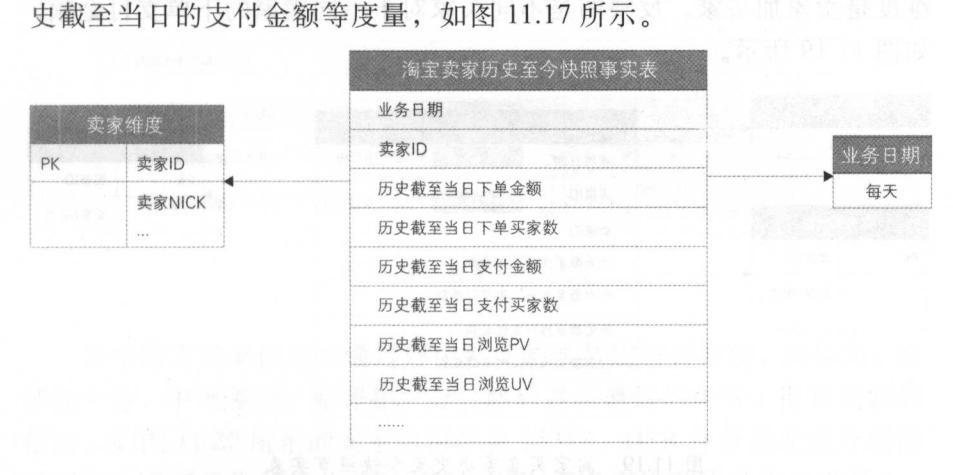 史截至当日的支付金额等度量，如图 11.17 所示。
淘宝卖家历史至今快照事实表
业务日期
卖家ID
历史截至当日下单金额
历史截至当日下单买家数
历史截至当日支付金额
历史截至当日支付买家数
历史截至当日浏览PV
历史截至当日浏览UV
......
卖家维度
PK 卖家ID
卖家NICK
...
业务日期
每天